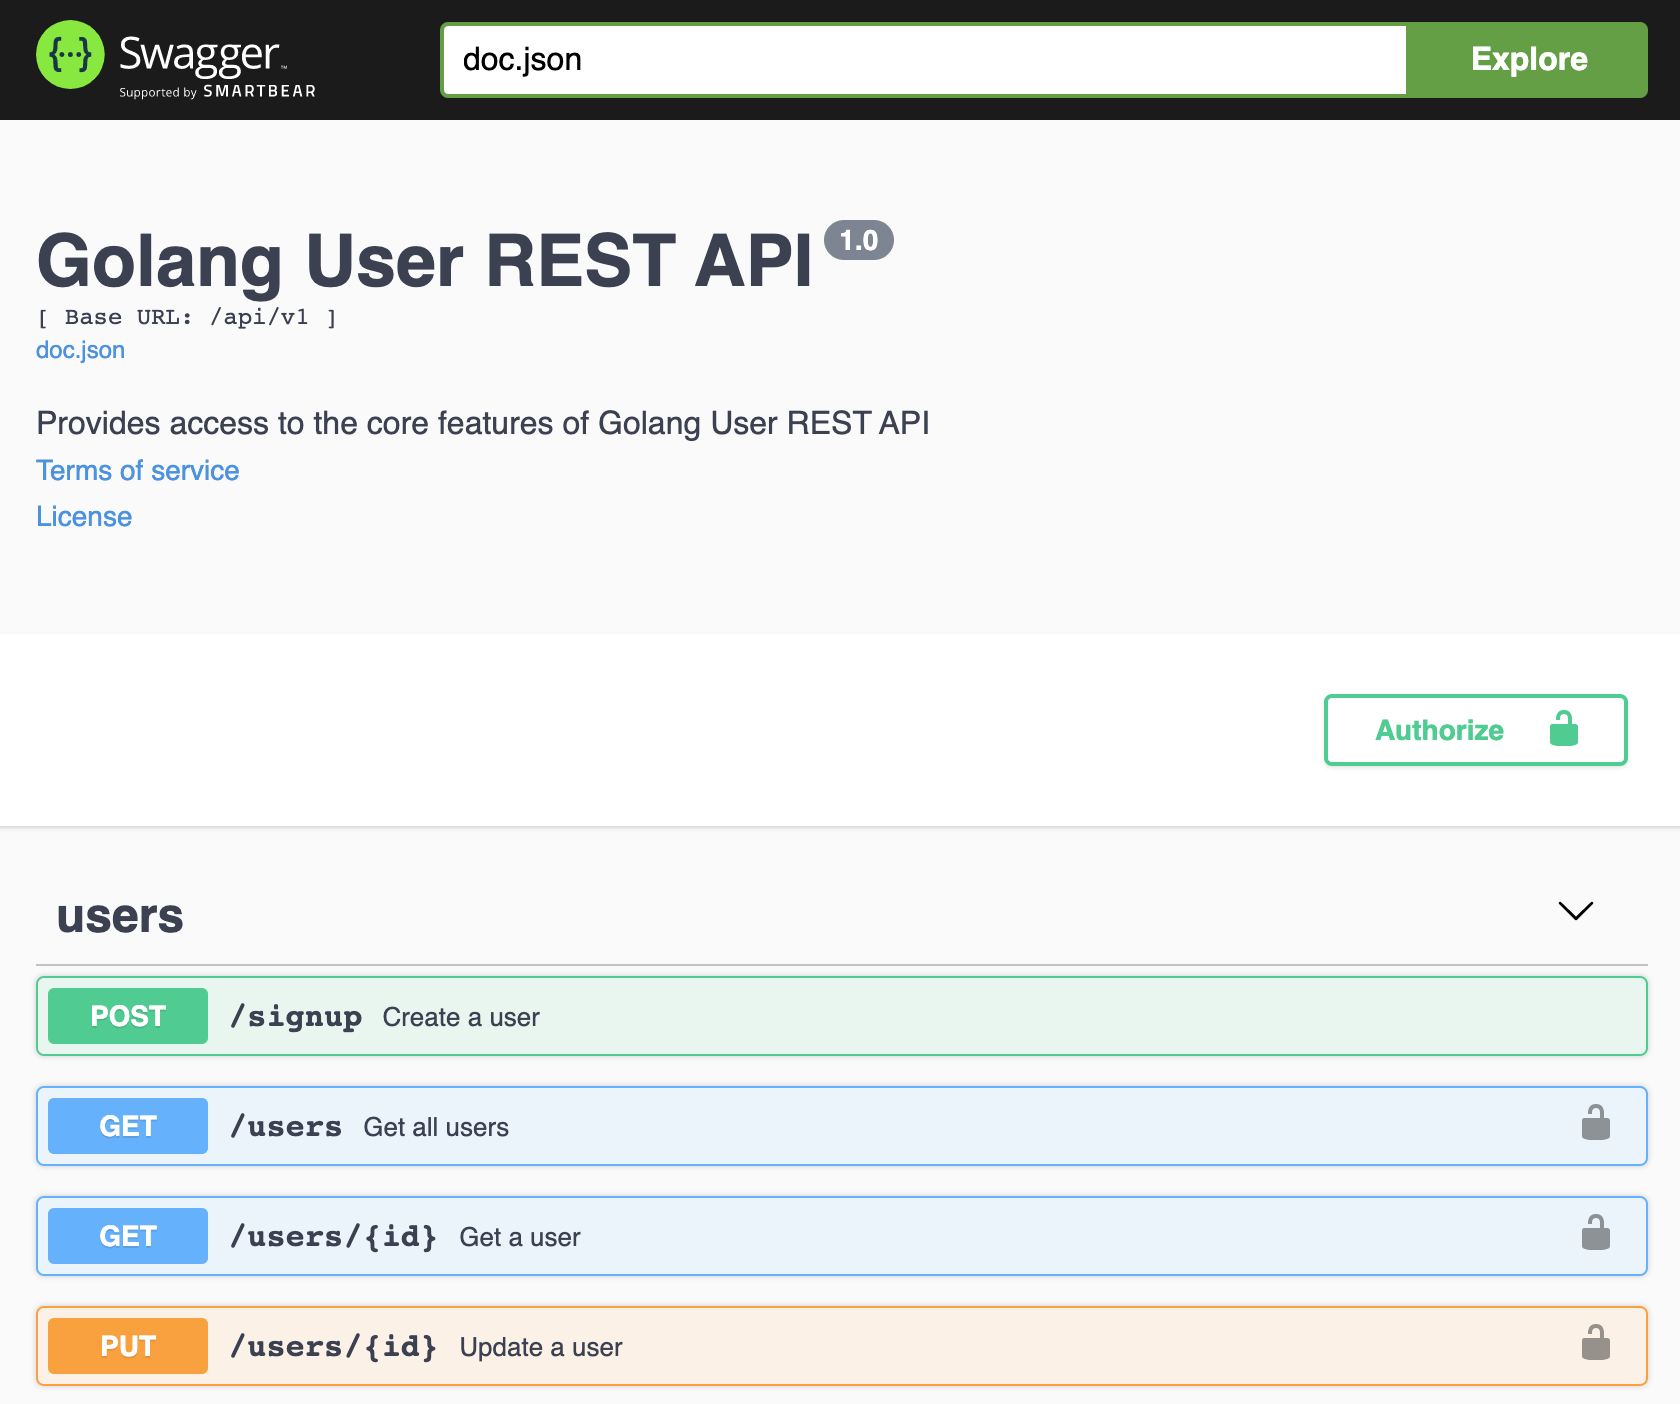 {···} Swagger™
Supported by SMARTBEAR
doc.json
Explore
Golang User REST API 1.0
[ Base URL: /api/v1 ]
doc.json
Provides access to the core features of Golang User REST API
Terms of service
License
Authorize
users
POST /signup Create a user
GET /users Get all users
GET /users/{id} Get a user
PUT /users/{id} Update a user